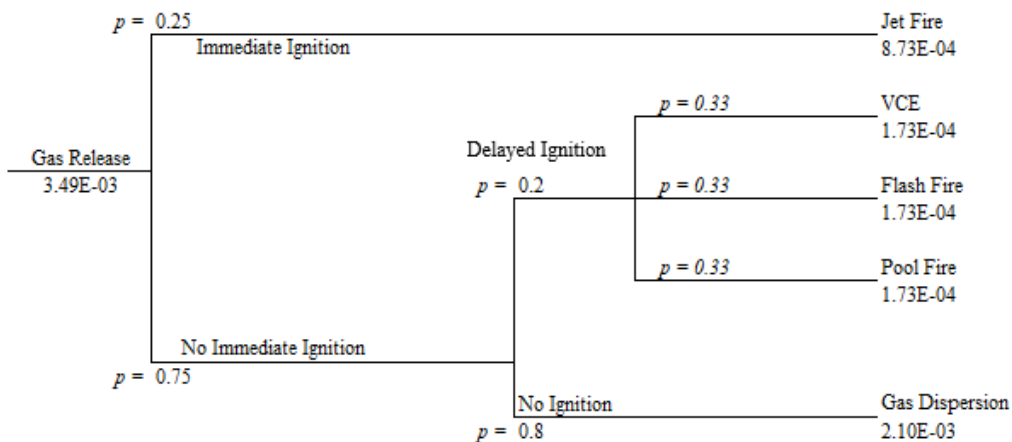 p = 0.25
Immediate Ignition
Jet Fire
8.73E-04
p = 0.33
VCE
1.73E-04
Delayed Ignition
Gas Release
3.49E-03
p = 0.2
p = 0.33
Flash Fire
1.73E-04
p = 0.33
Pool Fire
1.73E-04
No Immediate Ignition
p = 0.75
No Ignition
p = 0.8
Gas Dispersion
2.10E-03